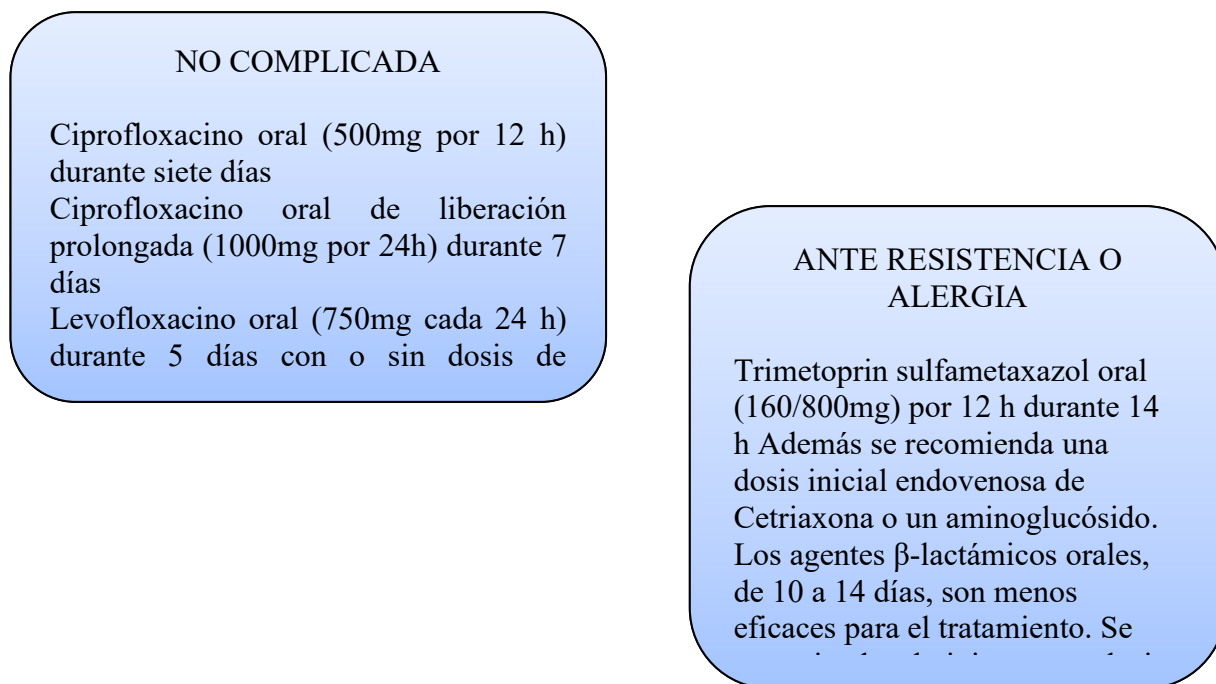 NO COMPLICADA
Ciprofloxacino oral (500mg por 12 h)
durante siete días
Ciprofloxacino oral de liberación
prolongada (1000mg por 24h) durante 7
días
Levofloxacino oral (750mg cada 24 h)
durante 5 días con o sin dosis de
ANTE RESISTENCIA O
ALERGIA
Trimetoprin sulfametaxazol oral
(160/800mg) por 12 h durante 14
h Además se recomienda una
dosis inicial endovenosa de
Cetriaxona o un aminoglucósido.
Los agentes β-lactámicos orales,
de 10 a 14 días, son menos
eficaces para el tratamiento. Se